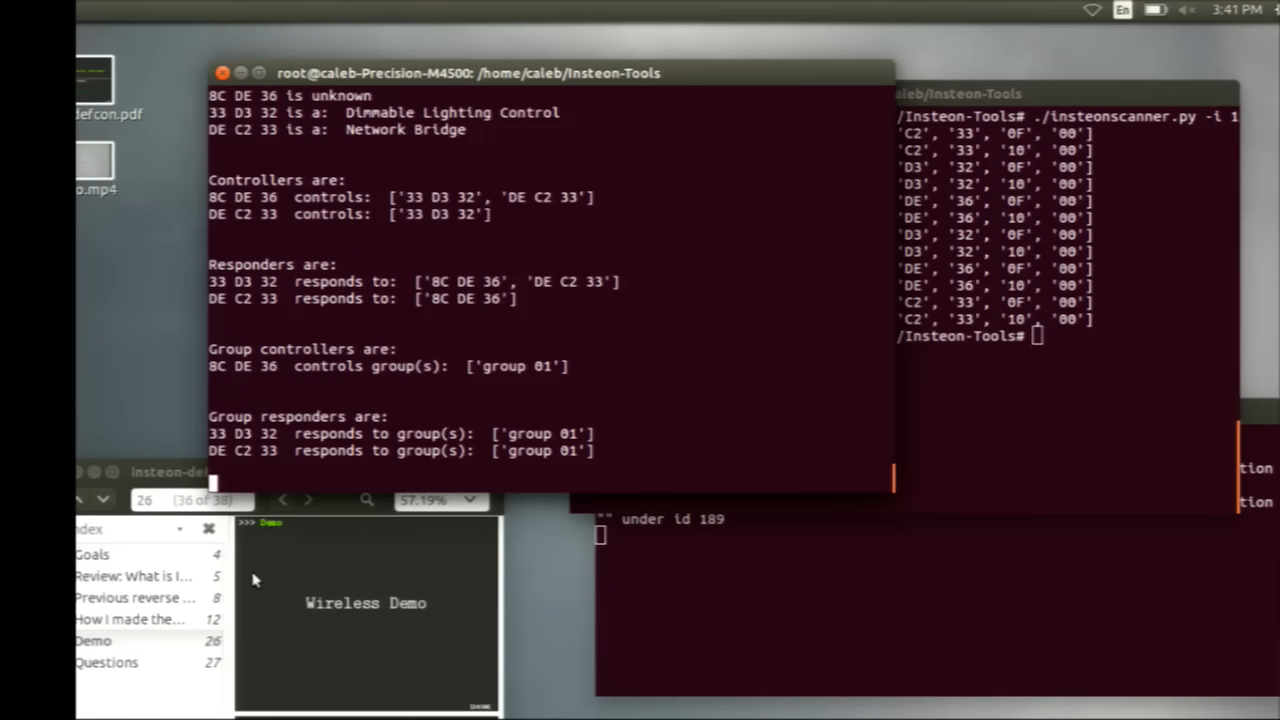 En
3:41 PM
root@caleb-Precision-M4500: /home/caleb/Insteon-Tools
8C DE 36 is unknown
33 D3 32 is a:  Dimmable Lighting Control
DE C2 33 is a:  Network Bridge
Controllers are:
8C DE 36  controls:  ['33 D3 32', 'DE C2 33']
DE C2 33  controls:  ['33 D3 32']
Responders are:
33 D3 32  responds to:  ['8C DE 36', 'DE C2 33']
DE C2 33  responds to:  ['8C DE 36']
Group controllers are:
8C DE 36  controls group(s):  ['group 01']
Group responders are:
33 D3 32  responds to group(s):  ['group 01']
DE C2 33  responds to group(s):  ['group 01']
aleb/Insteon-Tools
/Insteon-Tools# ./insteonscanner.py -i 1
'C2', '33', '0F', '00']
'C2', '33', '10', '00']
'D3', '32', '0F', '00']
'D3', '32', '10', '00']
'DE', '36', '0F', '00']
'DE', '36', '10', '00']
'D3', '32', '0F', '00']
'D3', '32', '10', '00']
'DE', '36', '0F', '00']
'DE', '36', '10', '00']
'C2', '33', '0F', '00']
'C2', '33', '10', '00']
/Insteon-Tools#
tion
tion
"" under id 189
defcon.pdf
o.mp4
insteon-de
26 (36 of 38)
57.19%
ndex
Goals 4
Review: What is I... 5
Previous reverse ... 8
How I made the... 12
Demo 26
Questions 27
>>> Demo
Wireless Demo